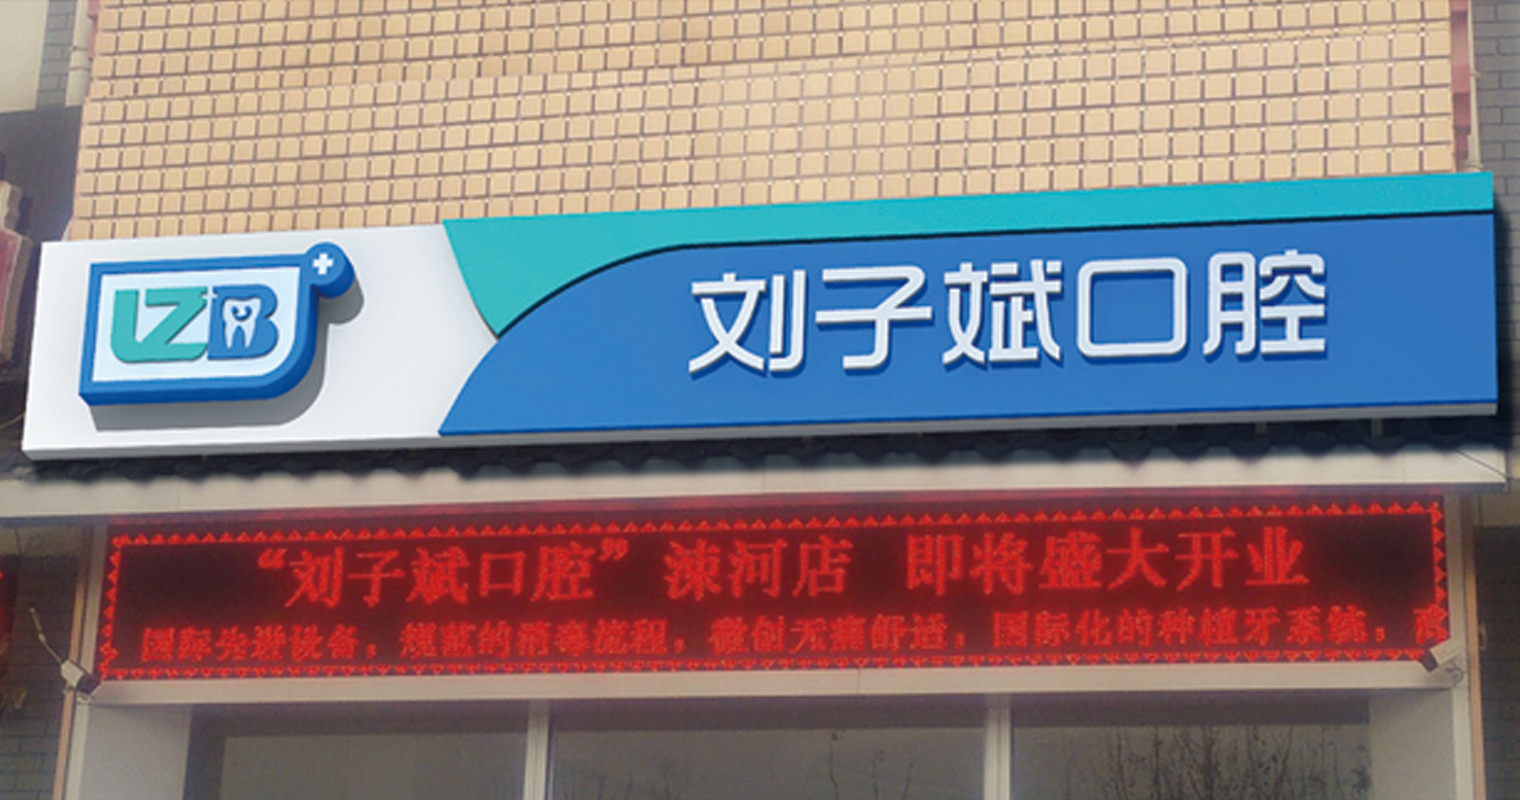 LZB
刘子斌口腔
“刘子斌口腔”涑河店 即将盛大开业
国际先进设备，规范的消毒流程，微创无痛舒适，国际化的种植牙系统，